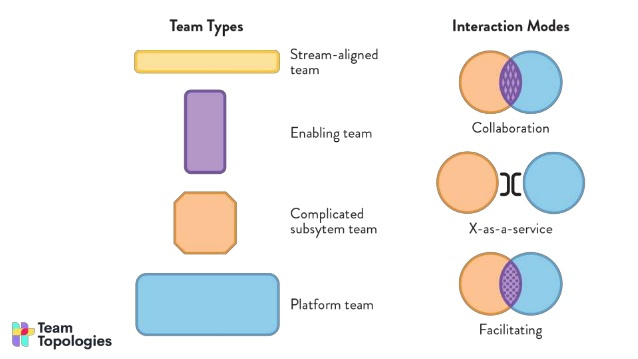 Team Types
Stream-aligned
team
Enabling team
Complicated
subsytem team
Platform team
Interaction Modes
Collaboration
X-as-a-service
Facilitating
Team
Topologies